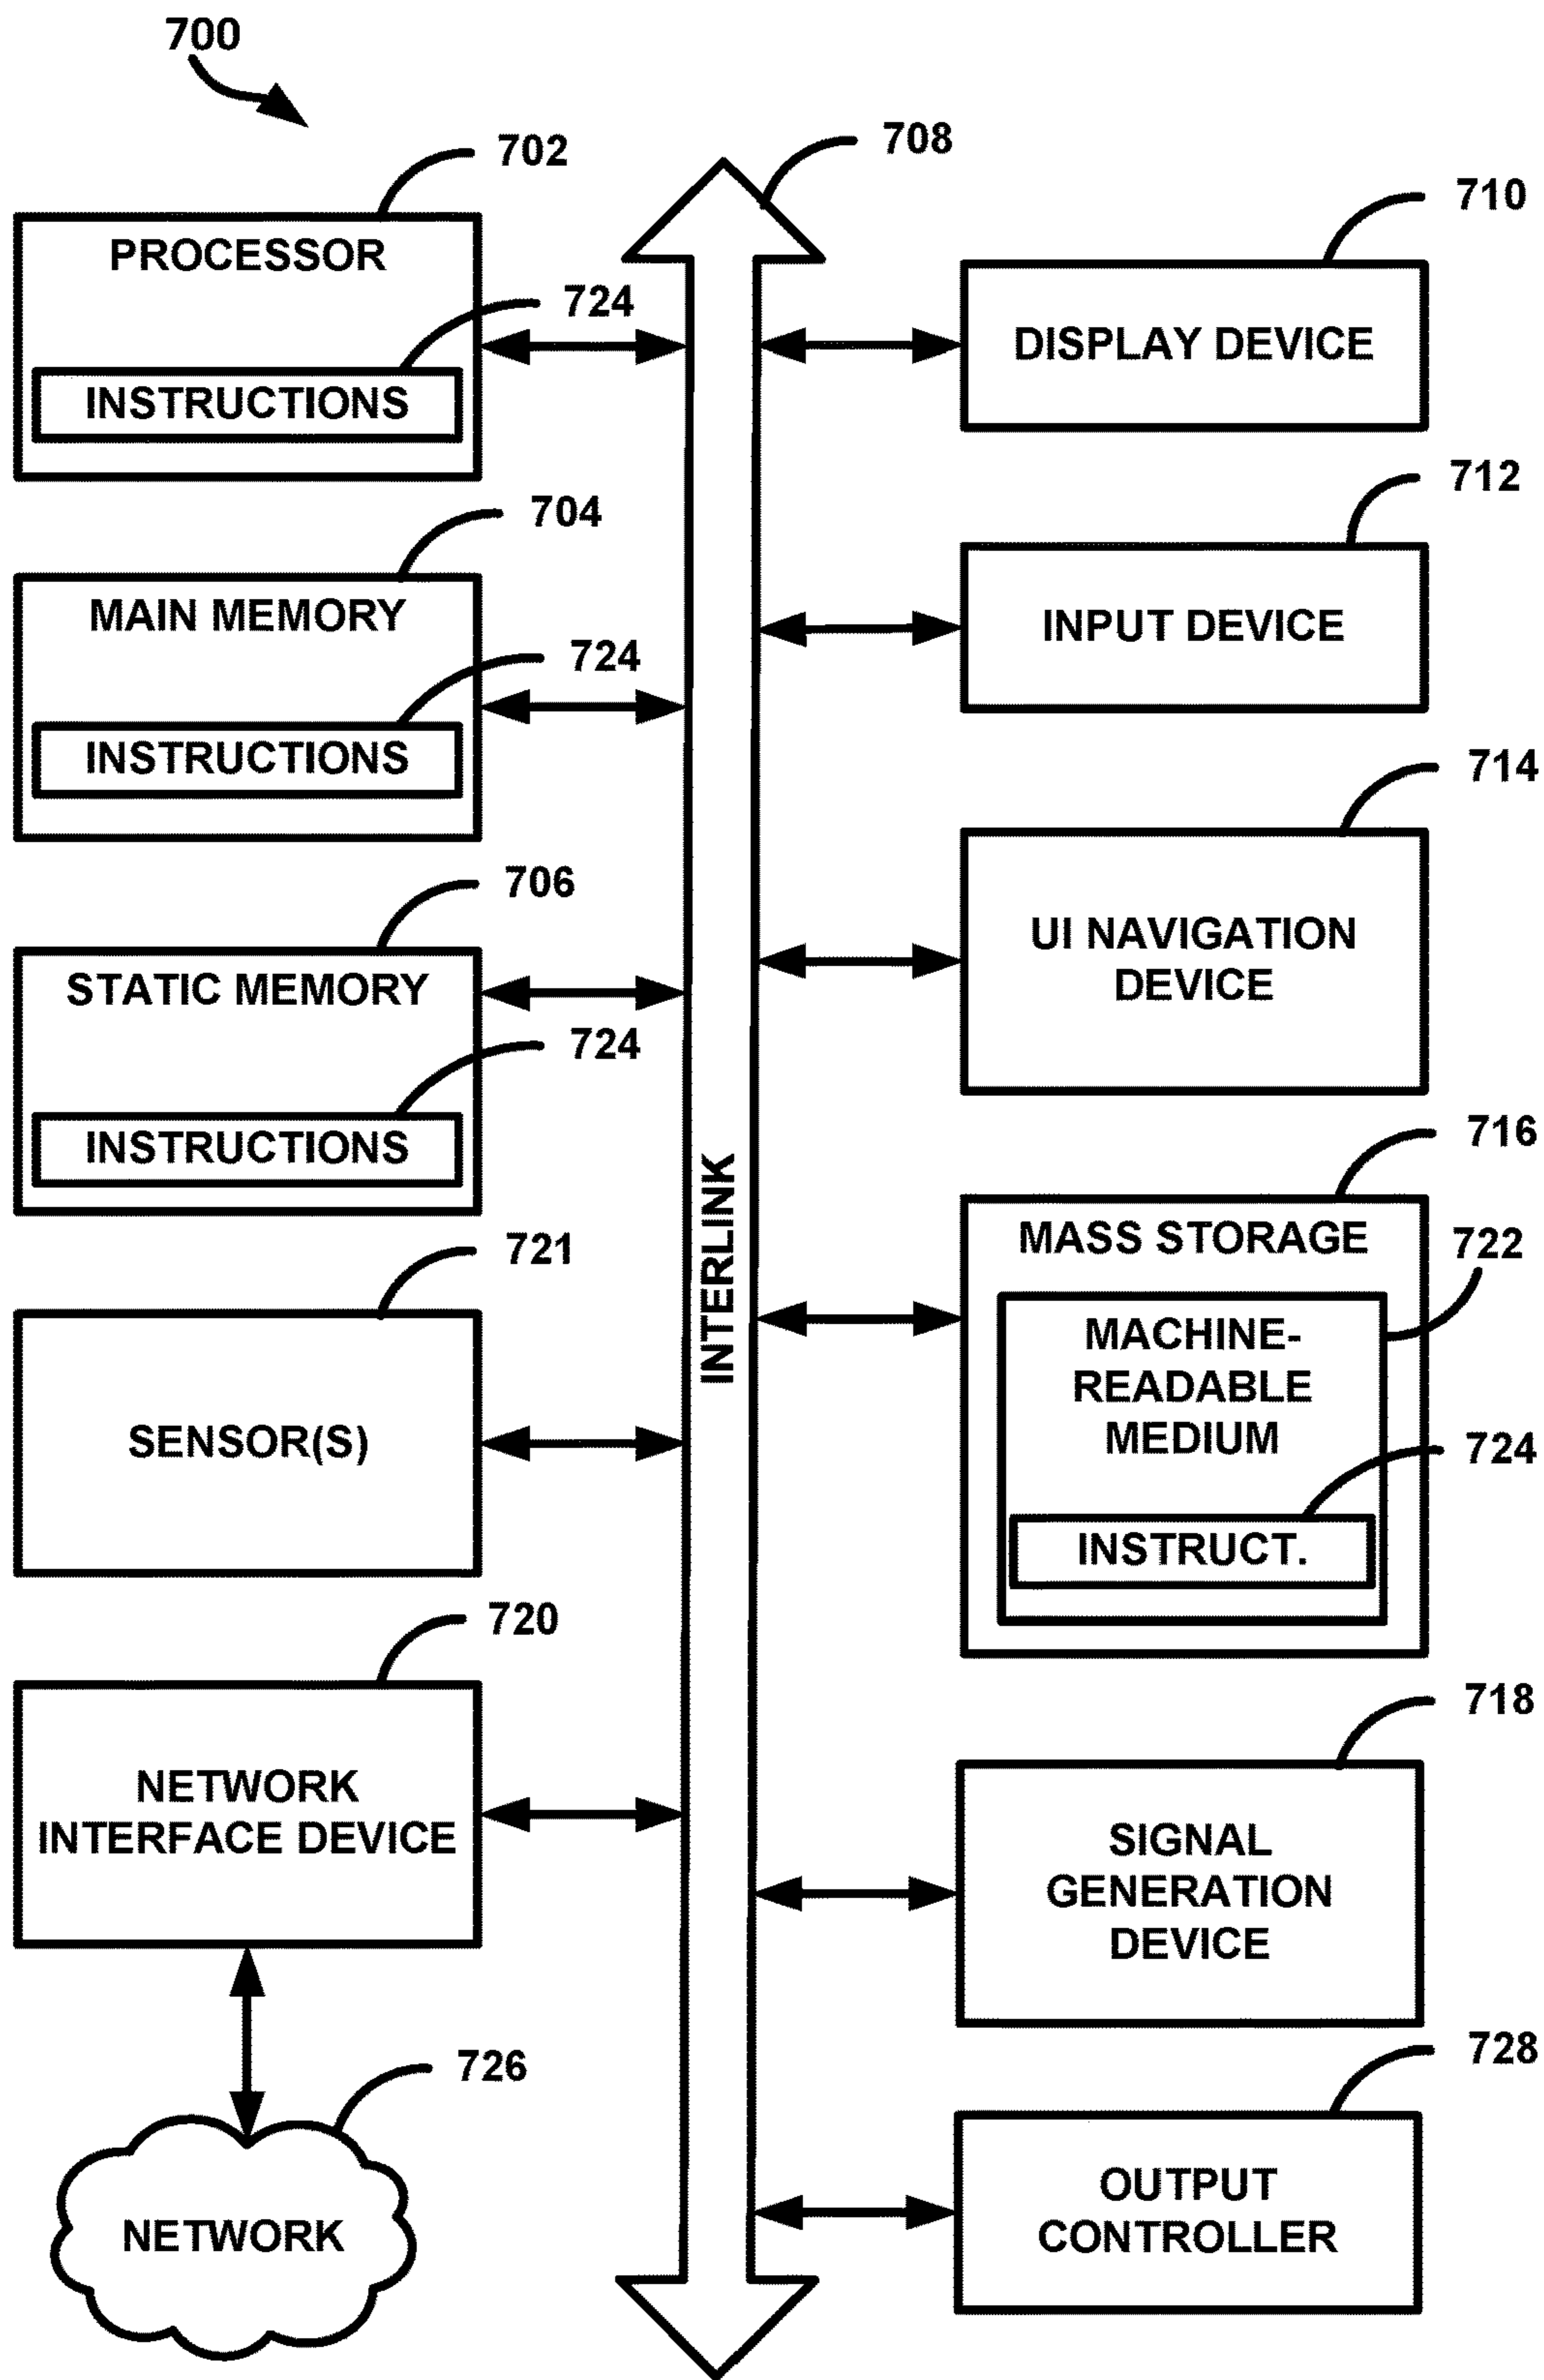 700
702
PROCESSOR
724
INSTRUCTIONS
704
MAIN MEMORY
724
INSTRUCTIONS
706
STATIC MEMORY
724
INSTRUCTIONS
721
SENSOR(S)
720
NETWORK
INTERFACE DEVICE
726
NETWORK
708
INTERLINK
710
DISPLAY DEVICE
712
INPUT DEVICE
714
UI NAVIGATION
DEVICE
716
MASS STORAGE
722
MACHINE-
READABLE
MEDIUM
724
INSTRUCT.
718
SIGNAL
GENERATION
DEVICE
728
OUTPUT
CONTROLLER